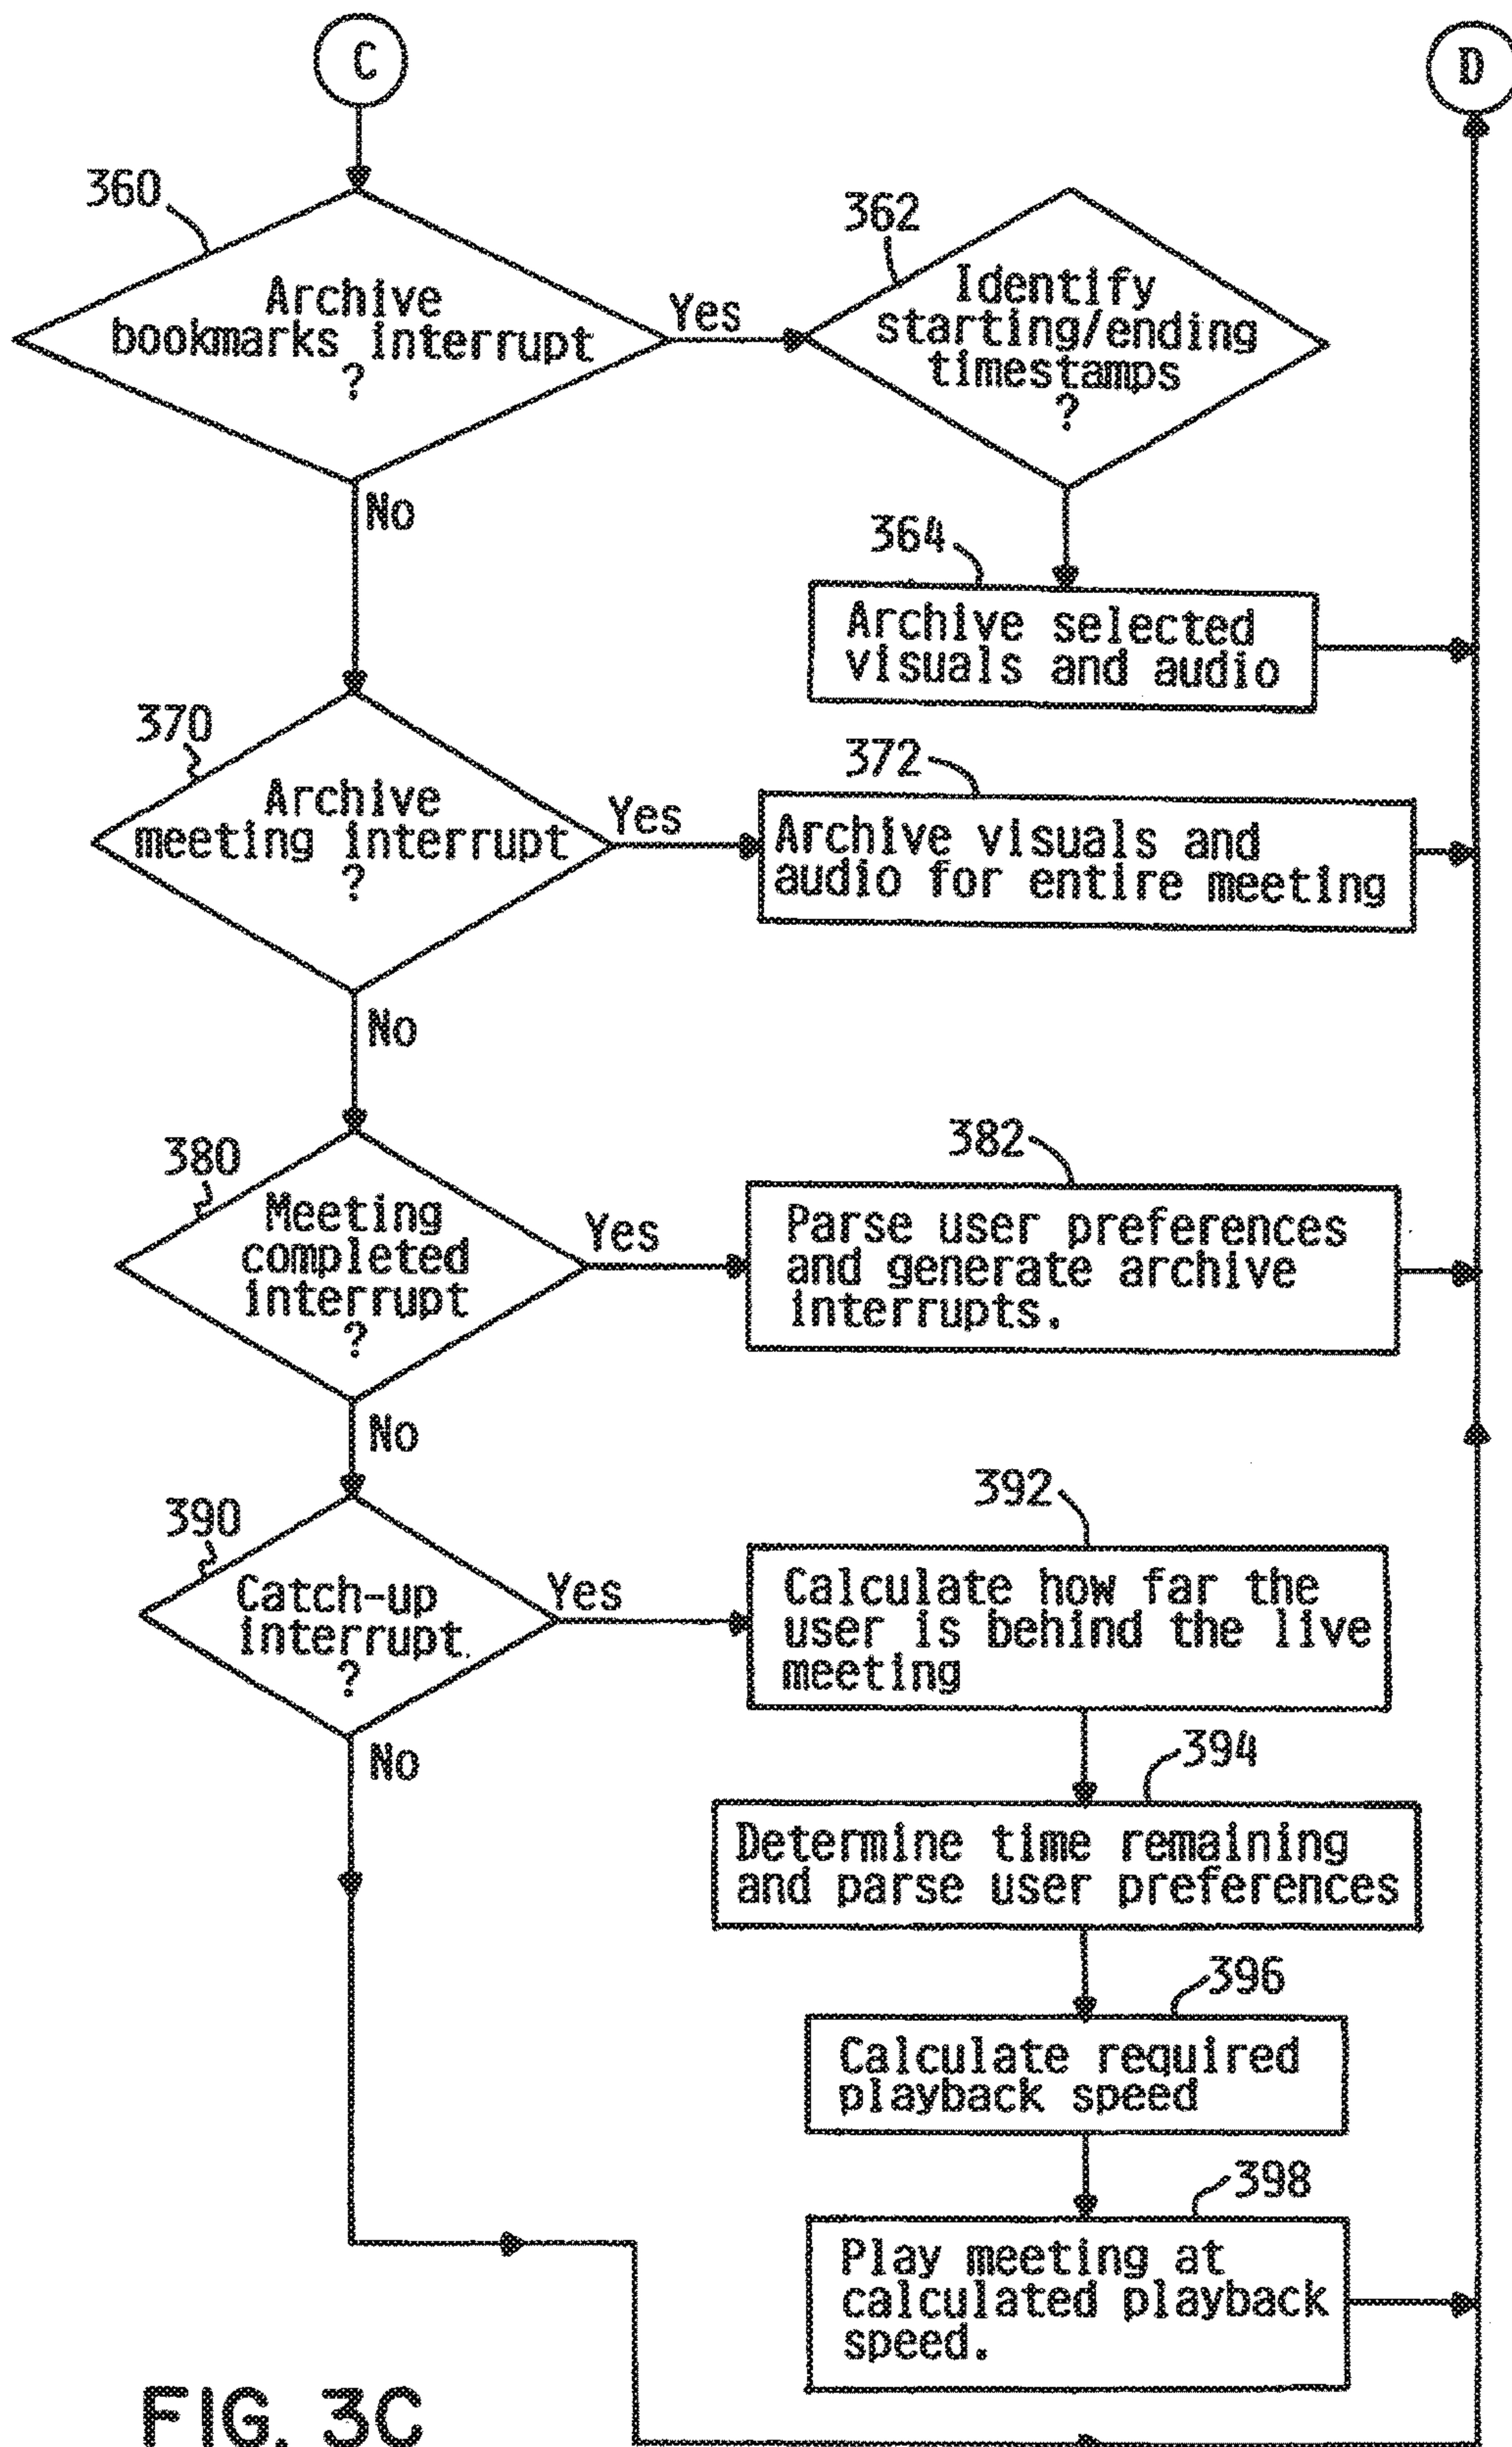 C
D
360
Archive
bookmarks interrupt
?
Yes
No
362
Identify
starting/ending
timestamps
?
364
Archive selected
visuals and audio
370
Archive
meeting interrupt
?
Yes
No
372
Archive visuals and
audio for entire meeting
380
Meeting
completed
interrupt
?
Yes
No
382
Parse user preferences
and generate archive
interrupts.
390
Catch-up
interrupt
?
Yes
No
392
Calculate how far the
user is behind the live
meeting
394
Determine time remaining
and parse user preferences
396
Calculate required
playback speed
398
Play meeting at
calculated playback
speed.
FIG. 3C